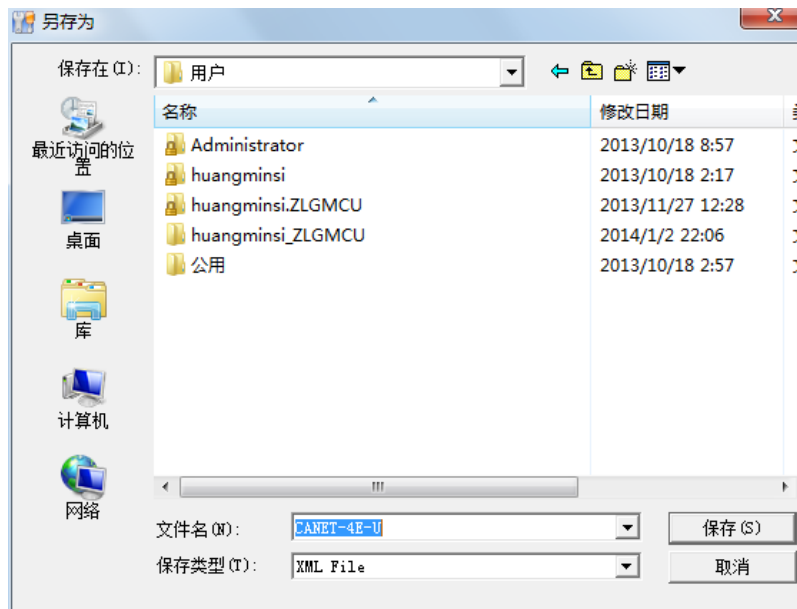 另存为
保存在(I):
用户
名称
修改日期
Administrator
2013/10/18 8:57
huangminsi
2013/10/18 2:17
huangminsi.ZLGMCU
2013/11/27 12:28
huangminsi_ZLGMCU
2014/1/2 22:06
公用
2013/10/18 2:57
最近访问的位
置
桌面
库
计算机
网络
文件名(N):
CANET-4E-U
保存(S)
保存类型(T):
XML File
取消